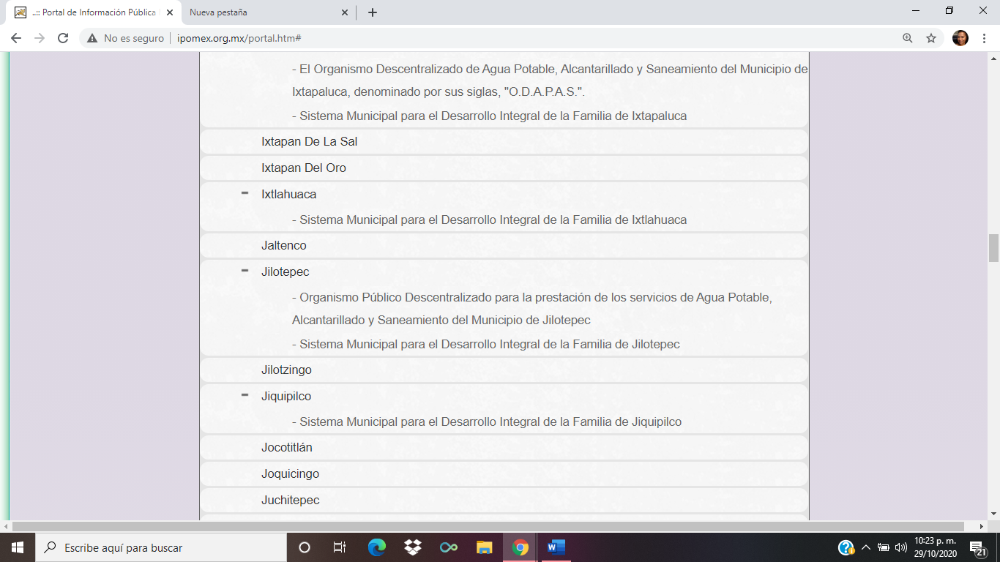 ..:: Portal de Información Pública
Nueva pestaña
No es seguro
ipomex.org.mx/portal.htm#
- El Organismo Descentralizado de Agua Potable, Alcantarillado y Saneamiento del Municipio de
Ixtapaluca, denominado por sus siglas, "O.D.A.P.A.S.".
- Sistema Municipal para el Desarrollo Integral de la Familia de Ixtapaluca
Ixtapan De La Sal
Ixtapan Del Oro
Ixtlahuaca
- Sistema Municipal para el Desarrollo Integral de la Familia de Ixtlahuaca
Jaltenco
Jilotepec
- Organismo Público Descentralizado para la prestación de los servicios de Agua Potable,
Alcantarillado y Saneamiento del Municipio de Jilotepec
- Sistema Municipal para el Desarrollo Integral de la Familia de Jilotepec
Jilotzingo
Jiquipilco
- Sistema Municipal para el Desarrollo Integral de la Familia de Jiquipilco
Jocotitlán
Joquicingo
Juchitepec
Escribe aquí para buscar
10:23 p. m.
29/10/2020
21